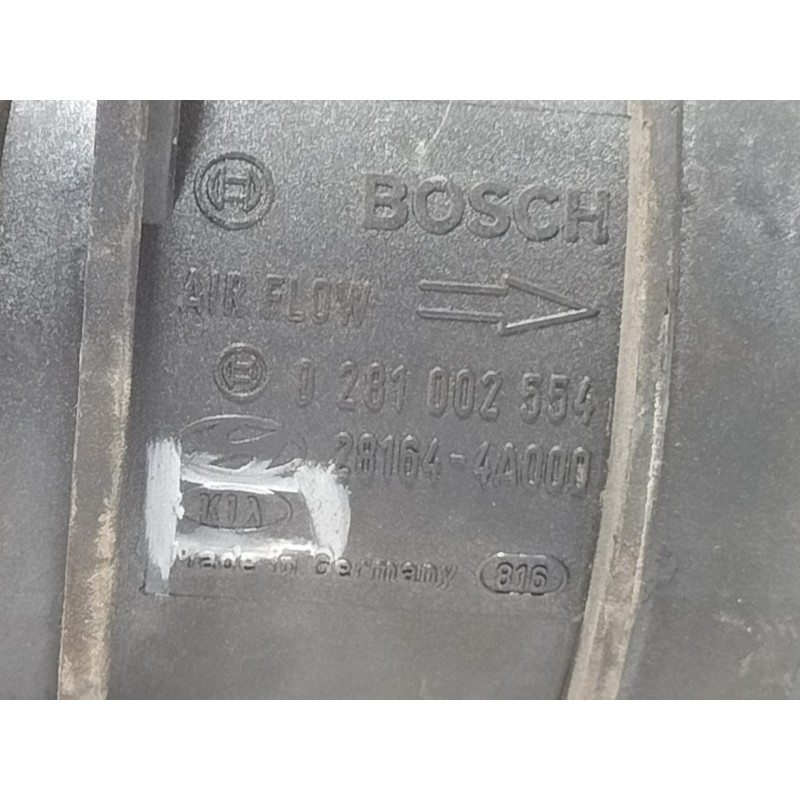 BOSCH
AIR FLOW
0 281 002 554
28164-4A000
KIA
Made in Germany 816